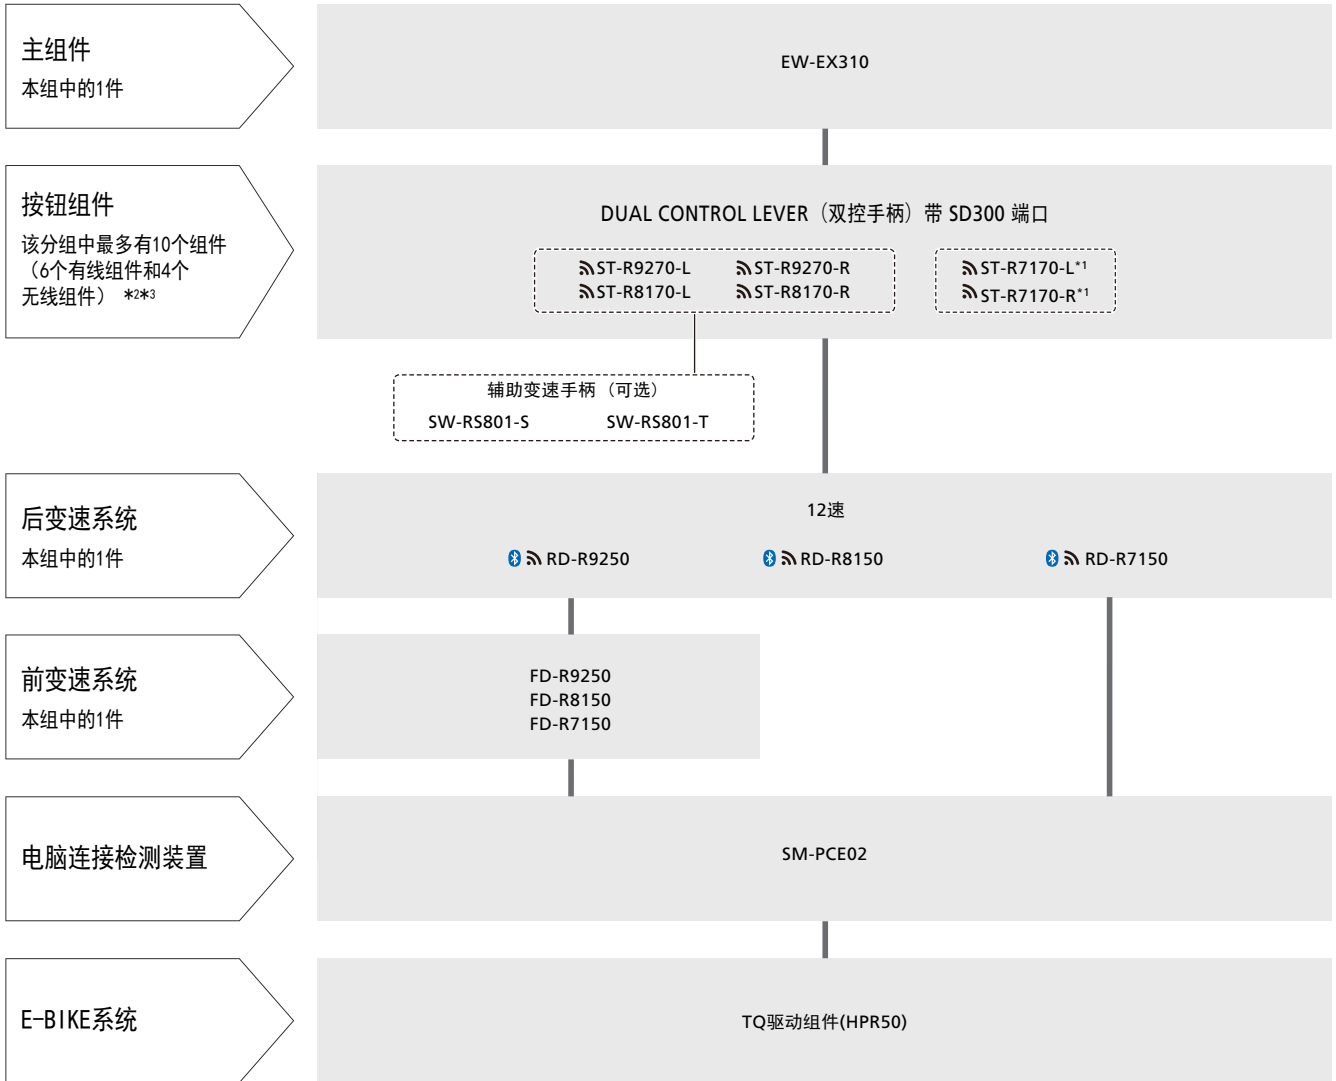 主组件
本组中的1件
EW-EX310
按钮组件
该分组中最多有10个组件
（6个有线组件和4个
无线组件） *2*3
DUAL CONTROL LEVER（双控手柄）带 SD300 端口
ST-R9270-L ST-R9270-R ST-R7170-L*1
ST-R8170-L ST-R8170-R ST-R7170-R*1
辅助变速手柄（可选）
SW-RS801-S SW-RS801-T
后变速系统
本组中的1件
12速
RD-R9250 RD-R8150 RD-R7150
前变速系统
本组中的1件
FD-R9250
FD-R8150
FD-R7150
电脑连接检测装置
SM-PCE02
E-BIKE系统
TQ驱动组件(HPR50)